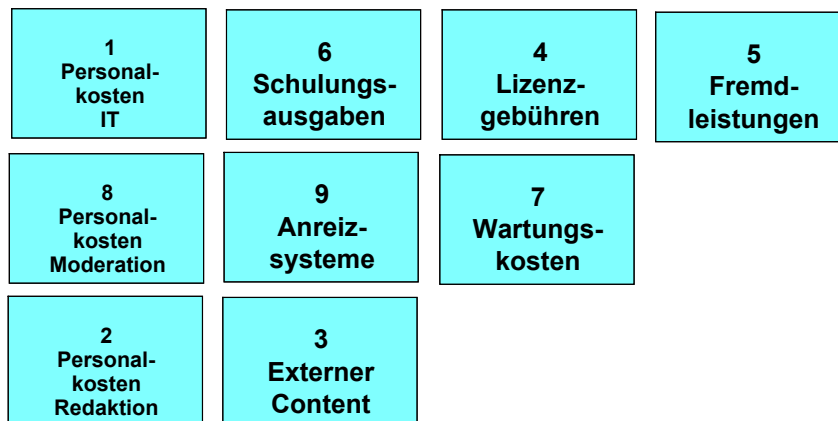 1
Personal-
kosten
IT
6
Schulungs-
ausgaben
4
Lizenz-
gebühren
5
Fremd-
leistungen
8
Personal-
kosten
Moderation
9
Anreiz-
systeme
7
Wartungs-
kosten
2
Personal-
kosten
Redaktion
3
Externer
Content